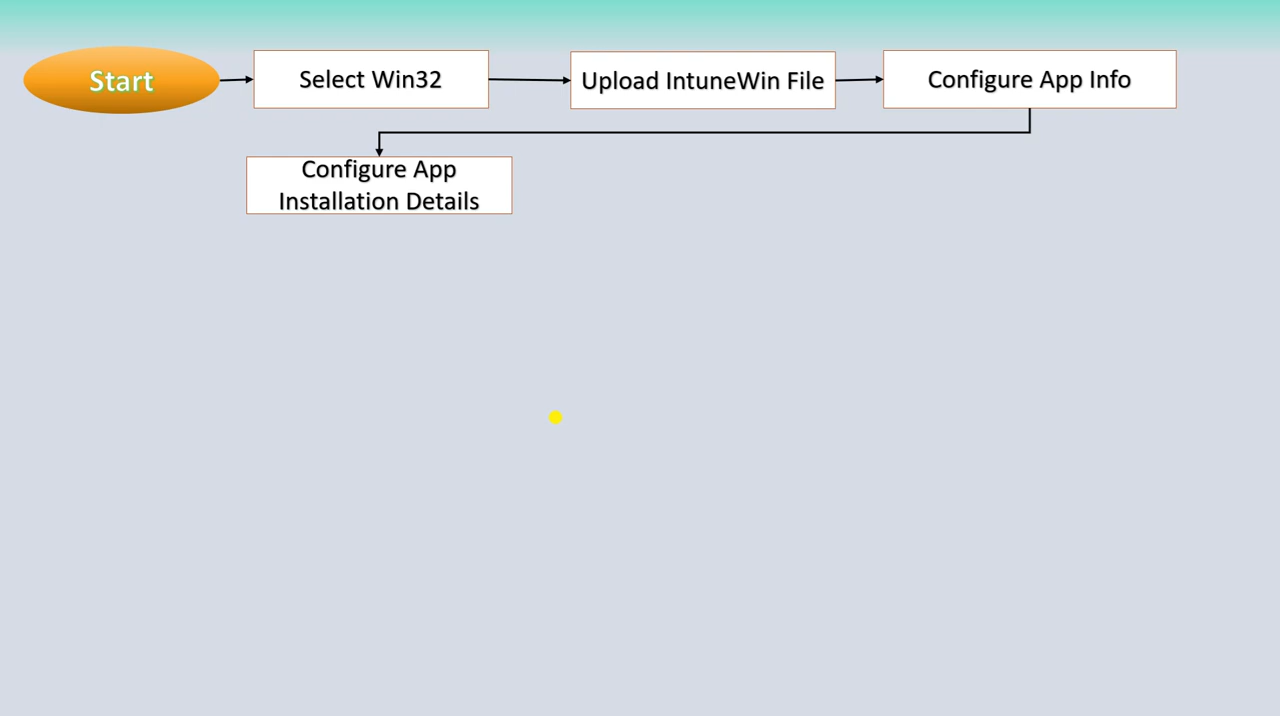 Start
Select Win32
Upload IntuneWin File
Configure App Info
Configure App
Installation Details